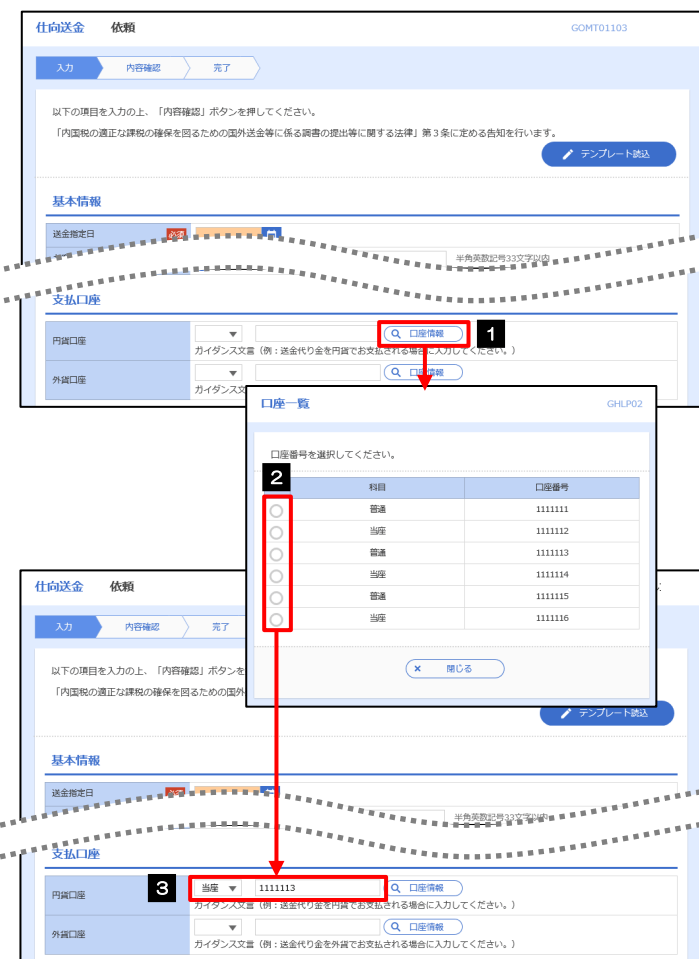 仕向送金 依頼 GOMT01103
入力 内容確認 完了
以下の項目を入力の上、「内容確認」ボタンを押してください。
「内国税の適正な課税の確保を図るための国外送金等に係る調書の提出等に関する法律」第３条に定める告知を行います。
テンプレート読込
基本情報
送金指定日 必須
半角英数記号33文字以内
支払口座
円貨口座 口座情報 1
ガイダンス文言（例：送金代り金を円貨でお支払される場合に入力してください。）
外貨口座 口座情報
ガイダンス文
口座一覧 GHLP02
口座番号を選択してください。
2
科目 口座番号
普通 1111111
当座 1111112
普通 1111113
当座 1111114
普通 1111115
当座 1111116
× 閉じる
仕向送金 依頼
入力 内容確認 完了
以下の項目を入力の上、「内容確認」ボタンを
「内国税の適正な課税の確保を図るための国外
テンプレート読込
基本情報
送金指定日 必須
半角英数記号33文字以内
支払口座
3
円貨口座 当座 1111113 口座情報
ガイダンス文言（例：送金代り金を円貨でお支払される場合に入力してください。）
外貨口座 口座情報
ガイダンス文言（例：送金代り金を外貨でお支払される場合に入力してください。）